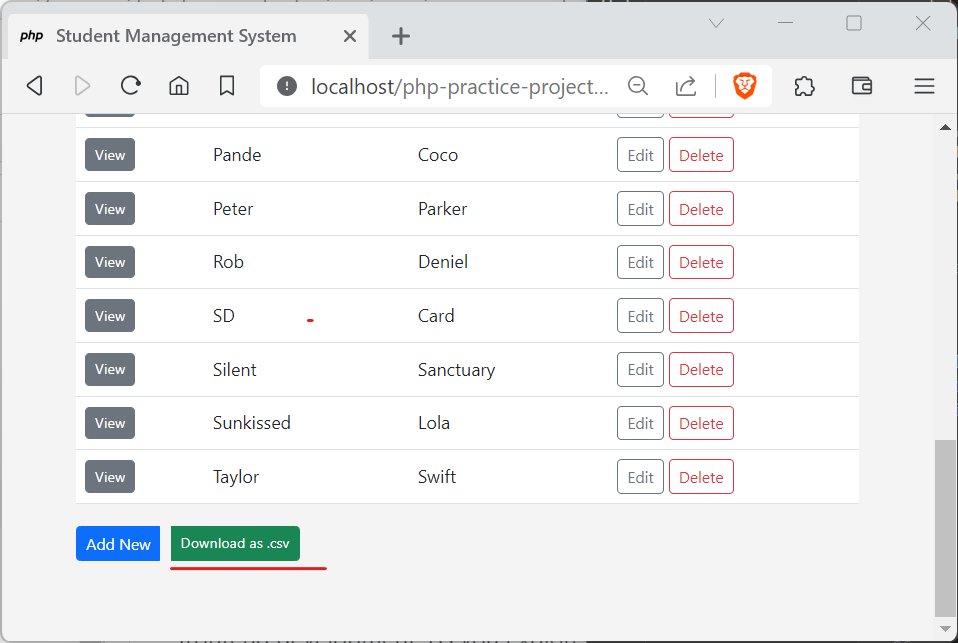 php Student Management System
localhost/php-practice-project...
View Pande Coco Edit Delete
View Peter Parker Edit Delete
View Rob Deniel Edit Delete
View SD Card Edit Delete
View Silent Sanctuary Edit Delete
View Sunkissed Lola Edit Delete
View Taylor Swift Edit Delete
Add New Download as .csv